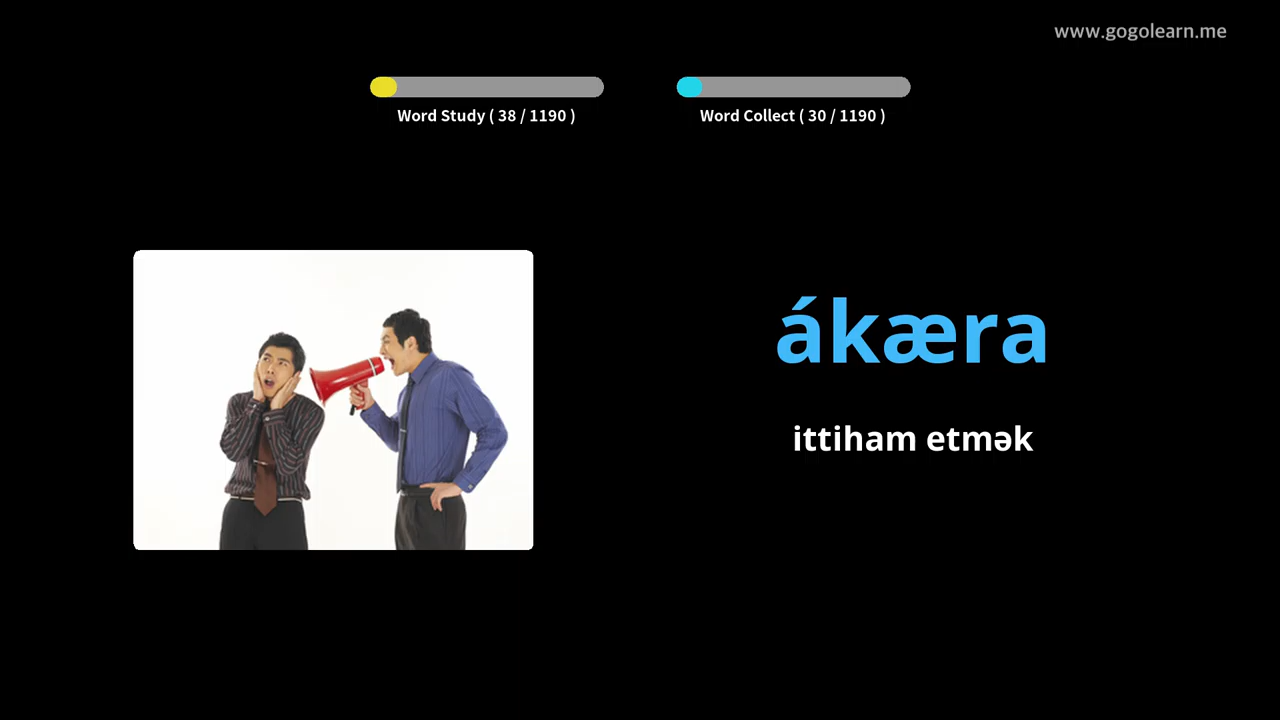 www.gogolearn.me
Word Study ( 38 / 1190 )
Word Collect ( 30 / 1190 )
ákæra
ittiham etmək